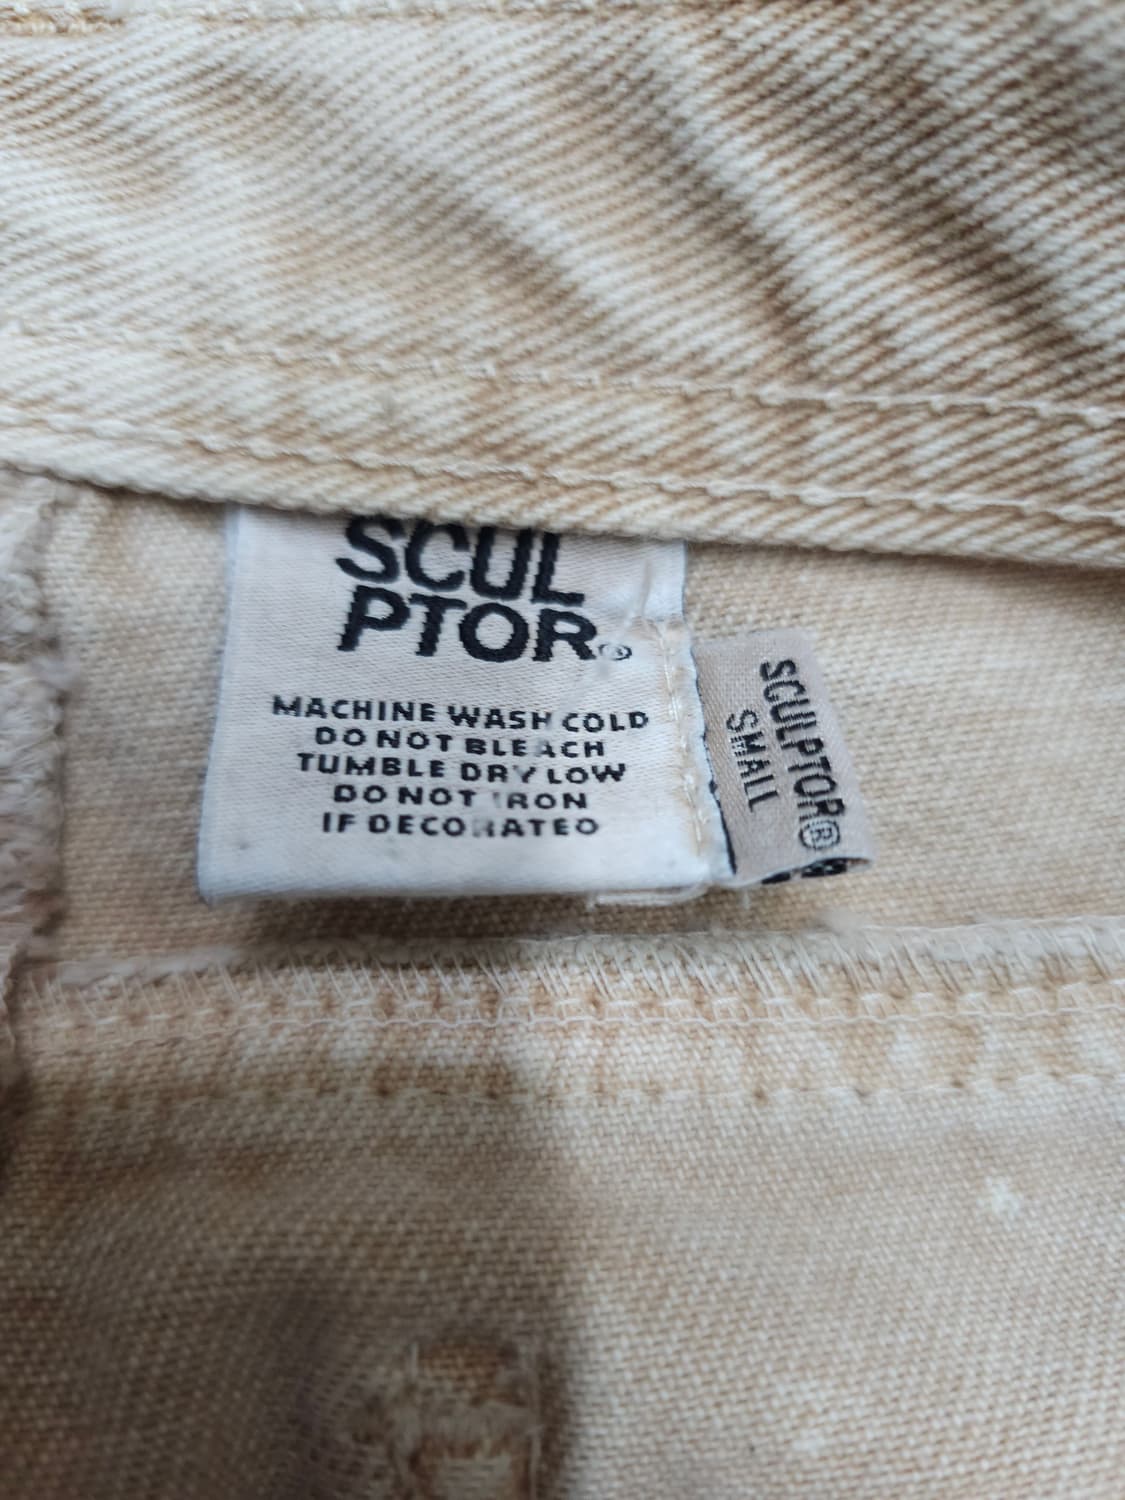 SCUL
PTOR®
MACHINE WASH COLD
DO NOT BLEACH
TUMBLE DRY LOW
DO NOT IRON
IF DECORATED
SCULPTOR®
SMALL